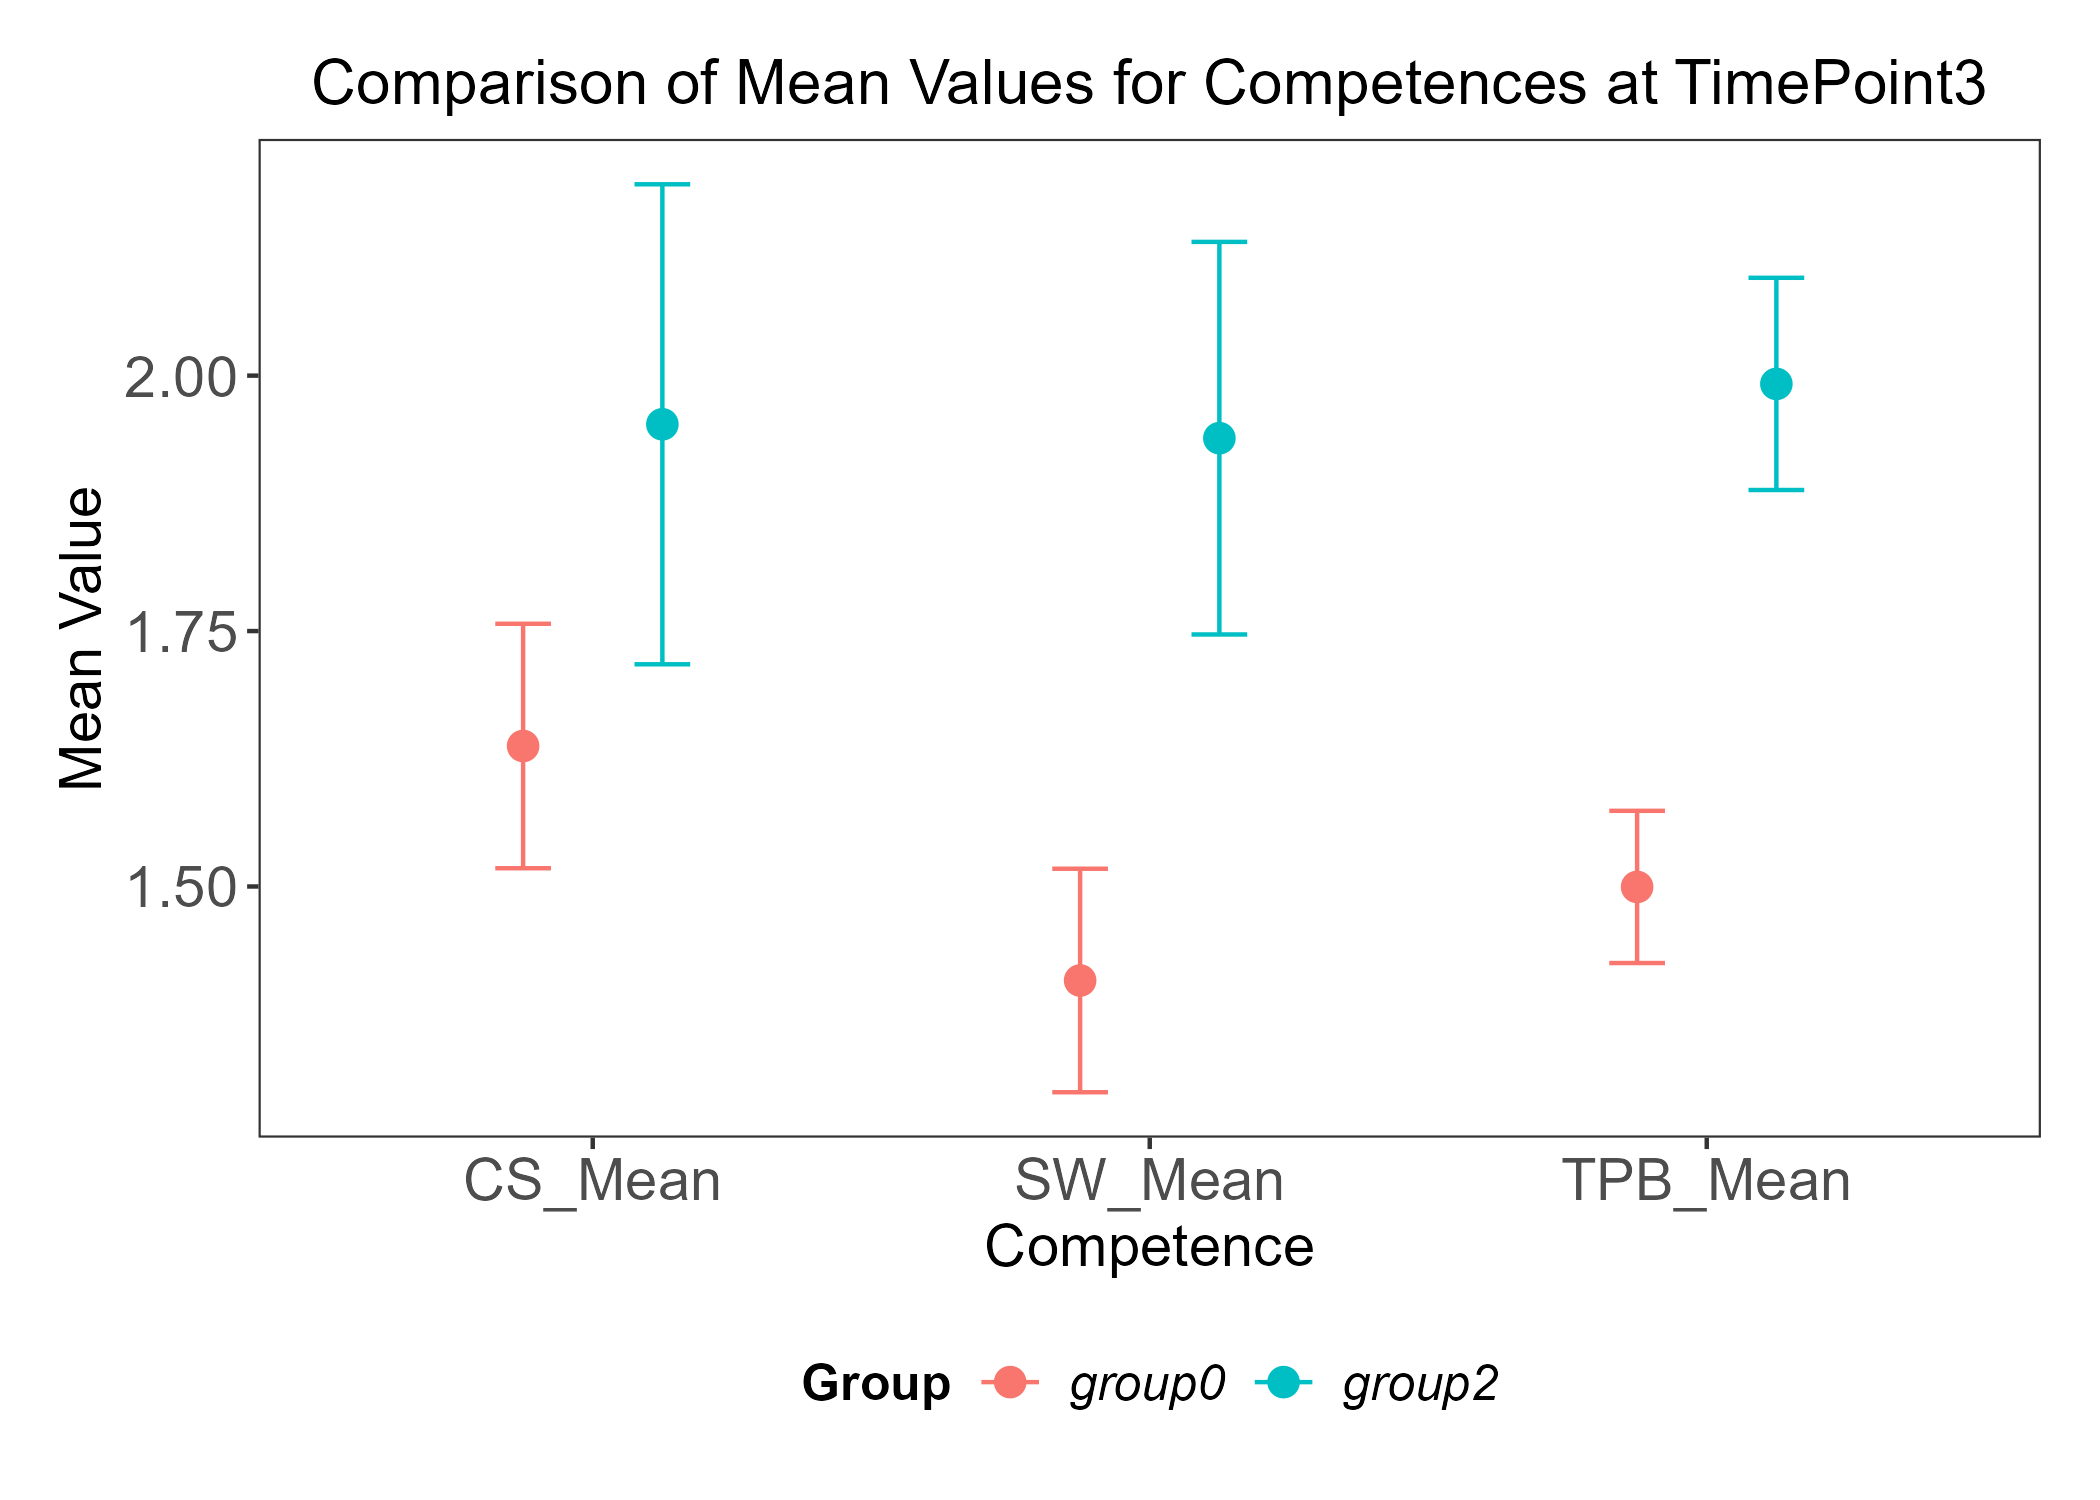 Comparison of Mean Values for Competences at TimePoint3
Mean Value
2.00
1.75
1.50
CS_Mean SW_Mean TPB_Mean
Competence
Group group0 group2